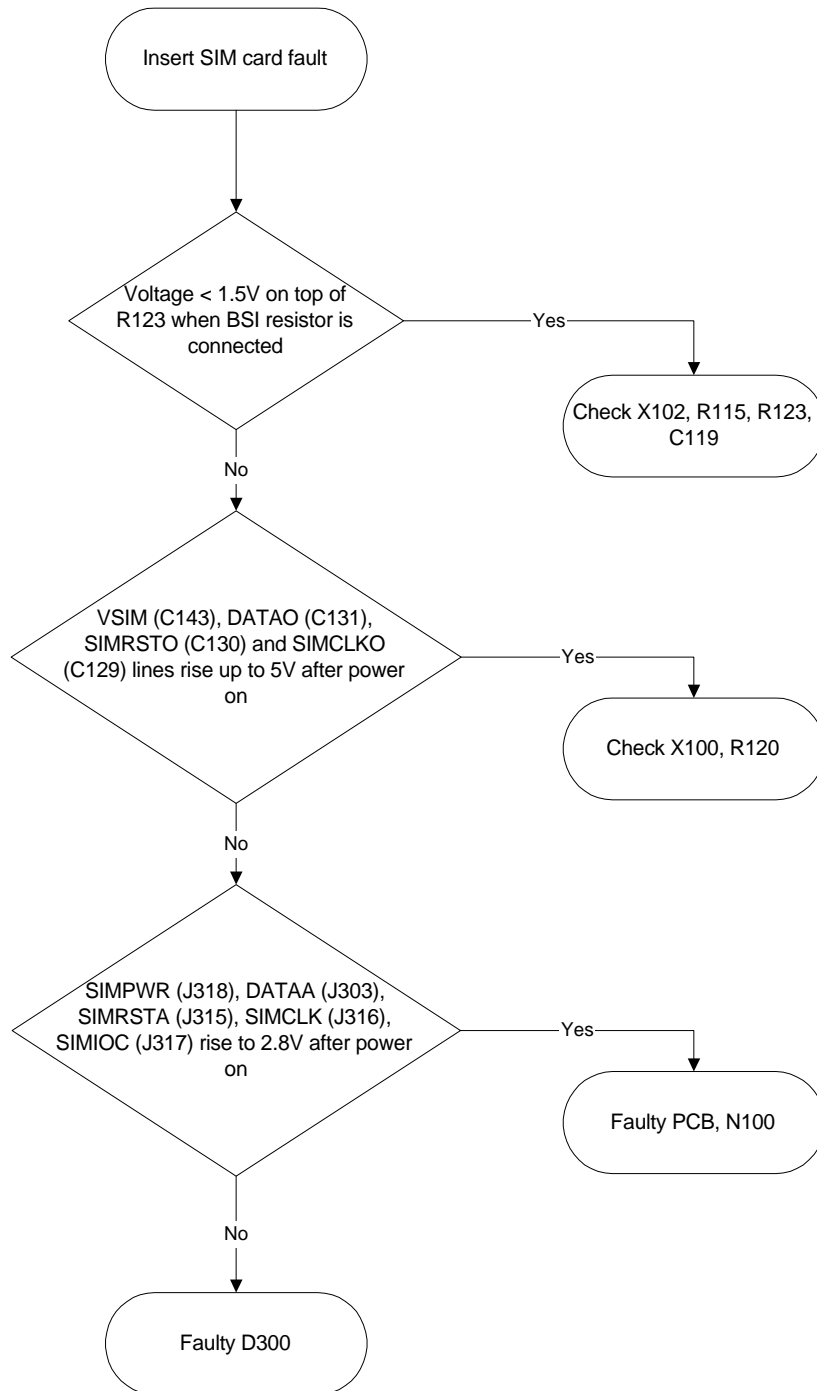 Insert SIM card fault
Voltage < 1.5V on top of
R123 when BSI resistor is
connected
Yes
Check X102, R115, R123,
C119
No
VSIM (C143), DATAO (C131),
SIMRSTO (C130) and SIMCLKO
(C129) lines rise up to 5V after power
on
Yes
Check X100, R120
No
SIMPWR (J318), DATAA (J303),
SIMRSTA (J315), SIMCLK (J316),
SIMIOC (J317) rise to 2.8V after power
on
Yes
Faulty PCB, N100
No
Faulty D300